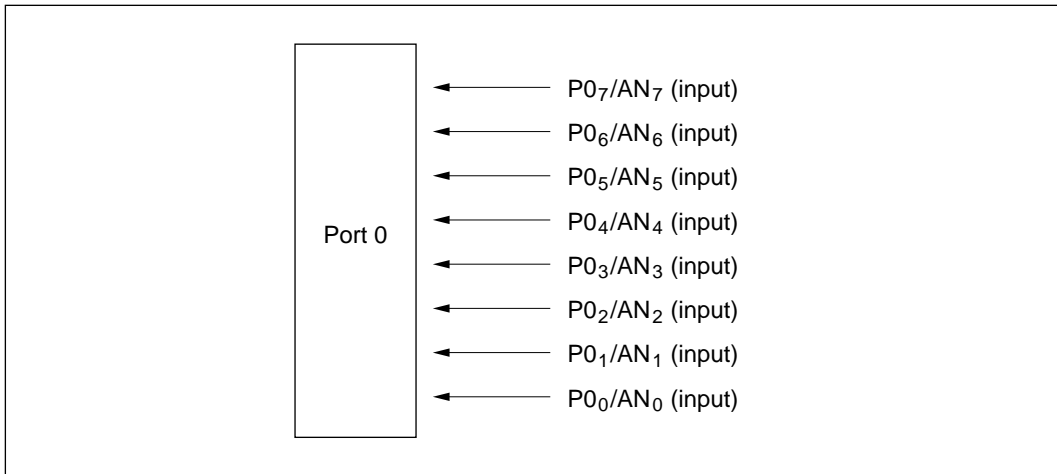 P0₇/AN₇ (input)
P0₆/AN₆ (input)
P0₅/AN₅ (input)
P0₄/AN₄ (input)
Port 0
P0₃/AN₃ (input)
P0₂/AN₂ (input)
P0₁/AN₁ (input)
P0₀/AN₀ (input)